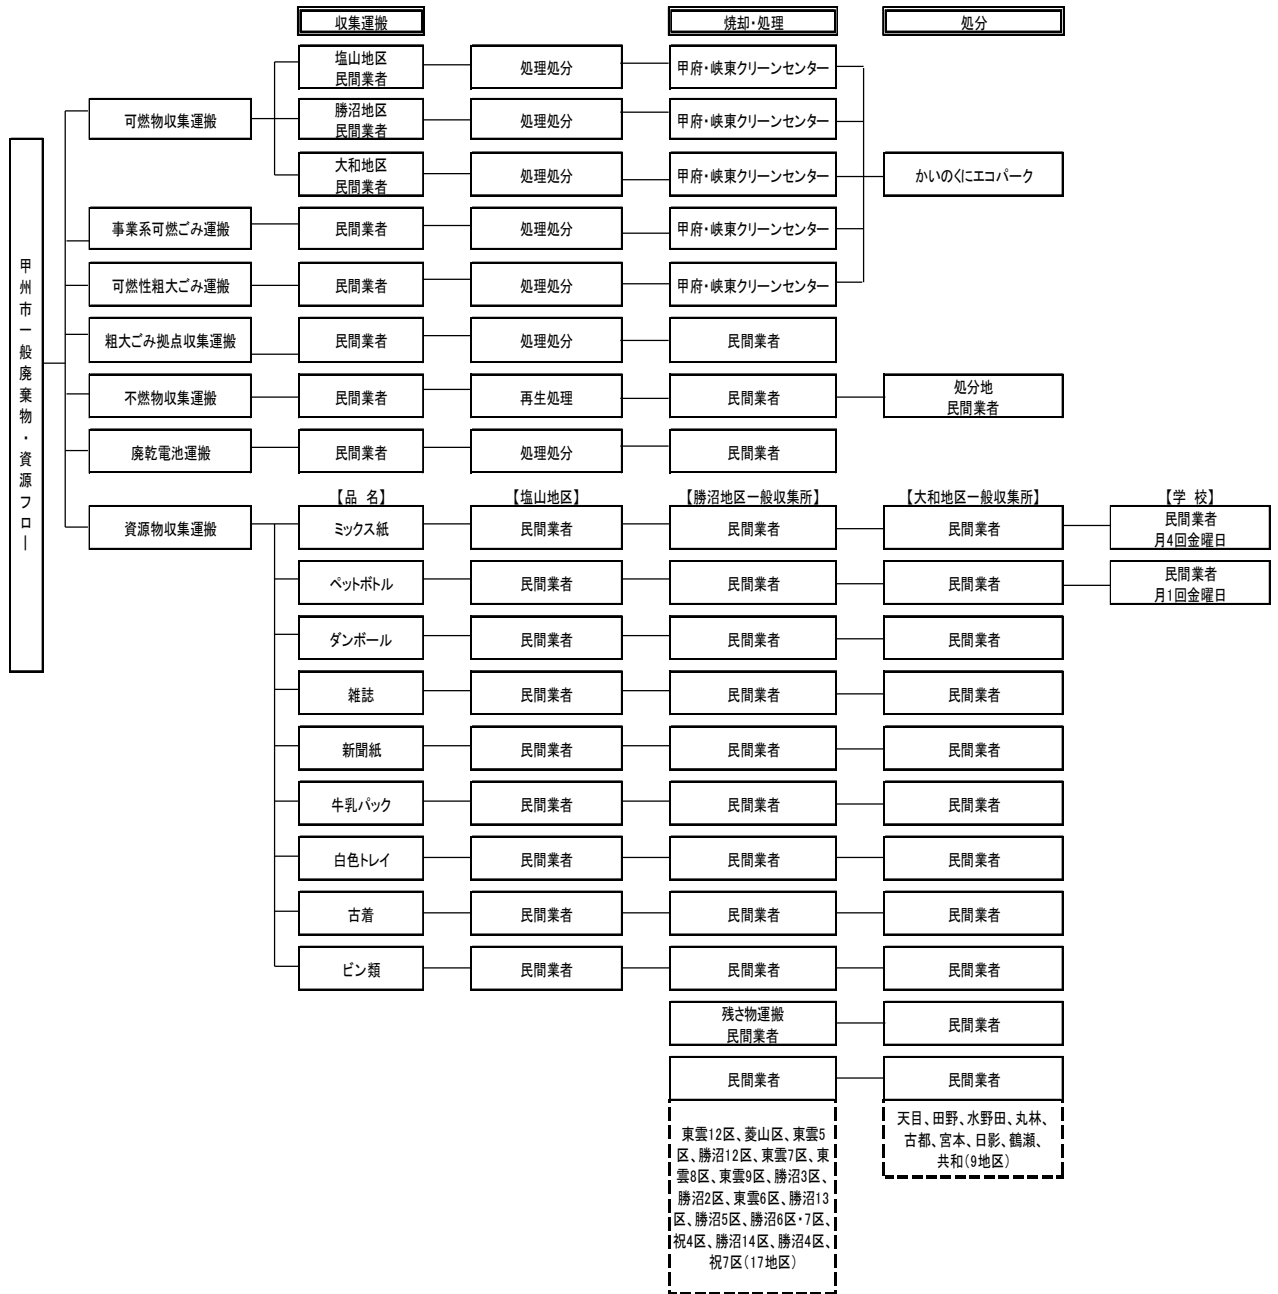 収集運搬
焼却・処理
処分
塩山地区
民間業者
処理処分
甲府・峡東クリーンセンター
可燃物収集運搬
勝沼地区
民間業者
処理処分
甲府・峡東クリーンセンター
大和地区
民間業者
処理処分
甲府・峡東クリーンセンター
かいのくにエコパーク
事業系可燃ごみ運搬
民間業者
処理処分
甲府・峡東クリーンセンター
甲州市一般廃棄物・資源フロー
可燃性粗大ごみ運搬
民間業者
処理処分
甲府・峡東クリーンセンター
粗大ごみ拠点収集運搬
民間業者
処理処分
民間業者
不燃物収集運搬
民間業者
再生処理
民間業者
処分地
民間業者
廃乾電池運搬
民間業者
処理処分
民間業者
【品 名】
【塩山地区】
【勝沼地区一般収集所】
【大和地区一般収集所】
【学 校】
資源物収集運搬
ミックス紙
民間業者
民間業者
民間業者
民間業者
月4回金曜日
ペットボトル
民間業者
民間業者
民間業者
民間業者
月1回金曜日
ダンボール
民間業者
民間業者
民間業者
雑誌
民間業者
民間業者
民間業者
新聞紙
民間業者
民間業者
民間業者
牛乳パック
民間業者
民間業者
民間業者
白色トレイ
民間業者
民間業者
民間業者
古着
民間業者
民間業者
民間業者
ビン類
民間業者
民間業者
民間業者
残さ物運搬
民間業者
民間業者
民間業者
民間業者
東雲12区、菱山区、東雲5
区、勝沼12区、東雲7区、東
雲8区、東雲9区、勝沼3区、
勝沼2区、東雲6区、勝沼13
区、勝沼5区、勝沼6区・7区、
祝4区、勝沼14区、勝沼4区、
祝7区(17地区)
天目、田野、水野田、丸林、
古都、宮本、日影、鶴瀬、
共和(9地区)